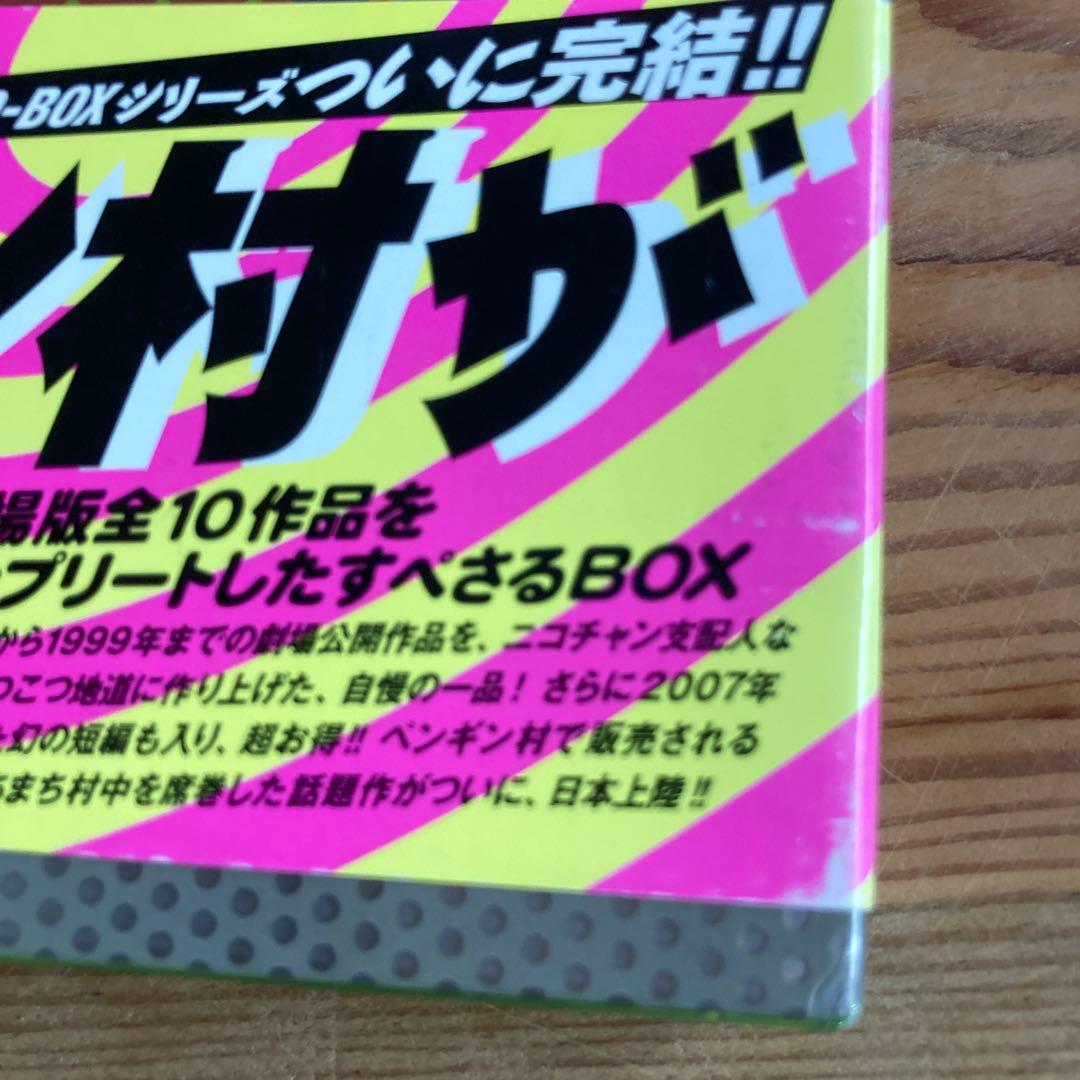 -BOXシリーズついに完結!!
村が
場版全10作品を
プリートしたすぺさるBOX
から1999年までの劇場公開作品を、ニコチャン支配人な
つこつ地道に作り上げた、自慢の一品！さらに2007年
幻の短編も入り、超お得!! ペンギン村で販売される
まち村中を席巻した話題作がついに、日本上陸!!